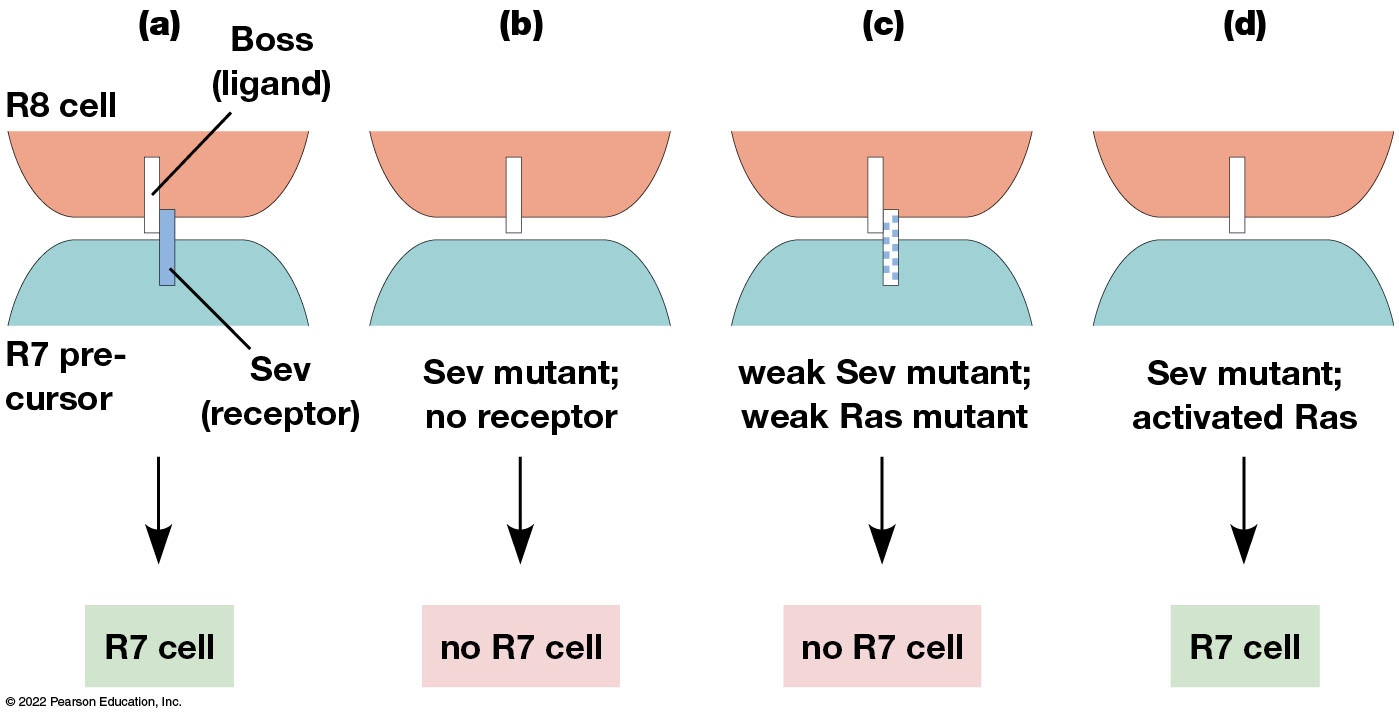 (a)
(b)
(c)
(d)
Boss
(ligand)
R8 cell
R7 pre-
cursor
Sev
(receptor)
Sev mutant;
no receptor
weak Sev mutant;
weak Ras mutant
Sev mutant;
activated Ras
R7 cell
no R7 cell
no R7 cell
R7 cell
© 2022 Pearson Education, Inc.